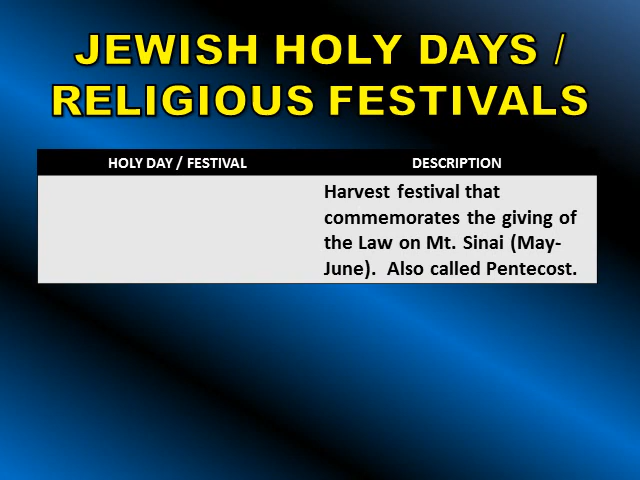 JEWISH HOLY DAYS /
RELIGIOUS FESTIVALS
HOLY DAY / FESTIVAL DESCRIPTION
Harvest festival that
commemorates the giving of
the Law on Mt. Sinai (May-
June).  Also called Pentecost.